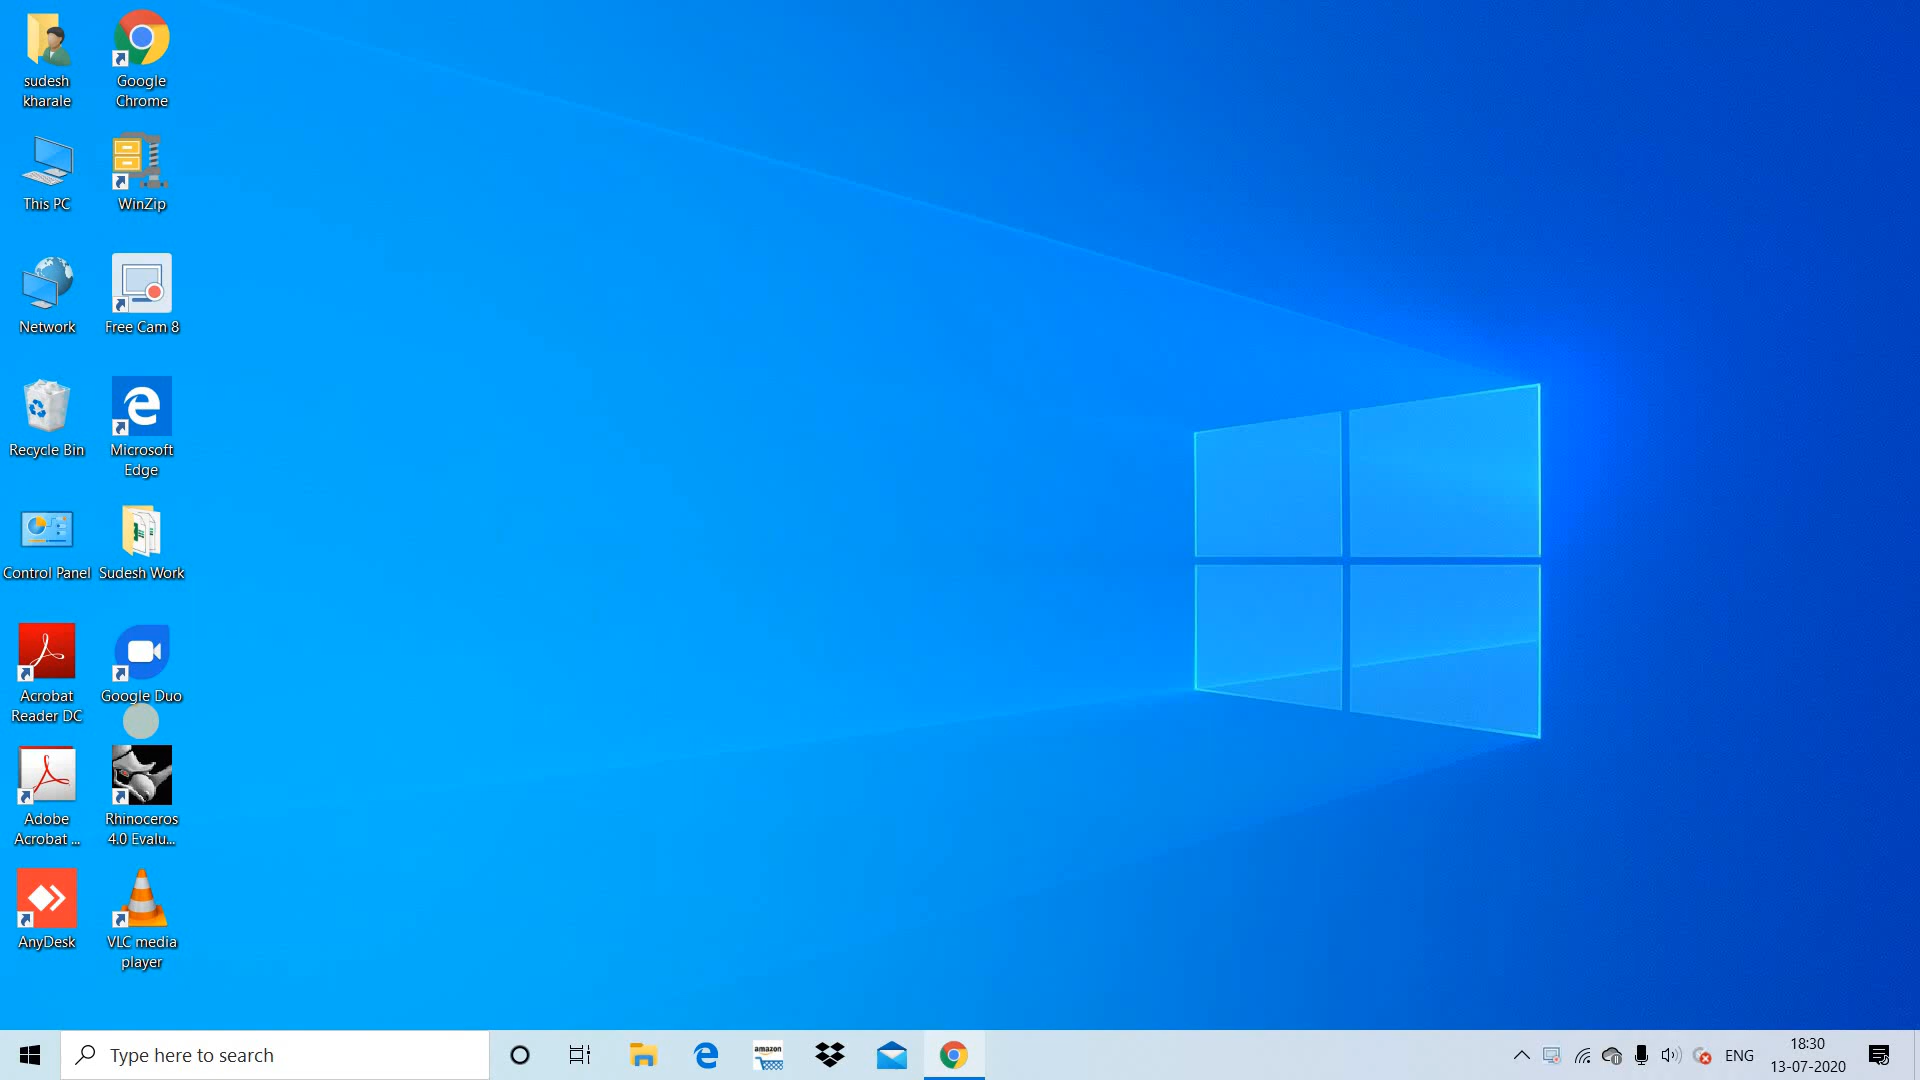 sudesh
kharale
Google
Chrome
This PC
WinZip
Network
Free Cam 8
Recycle Bin
Microsoft
Edge
Control Panel
Sudesh Work
Acrobat
Reader DC
Google Duo
Adobe
Acrobat ...
Rhinoceros
4.0 Evalu...
AnyDesk
VLC media
player
Type here to search
amazon
ENG
18:30
13-07-2020